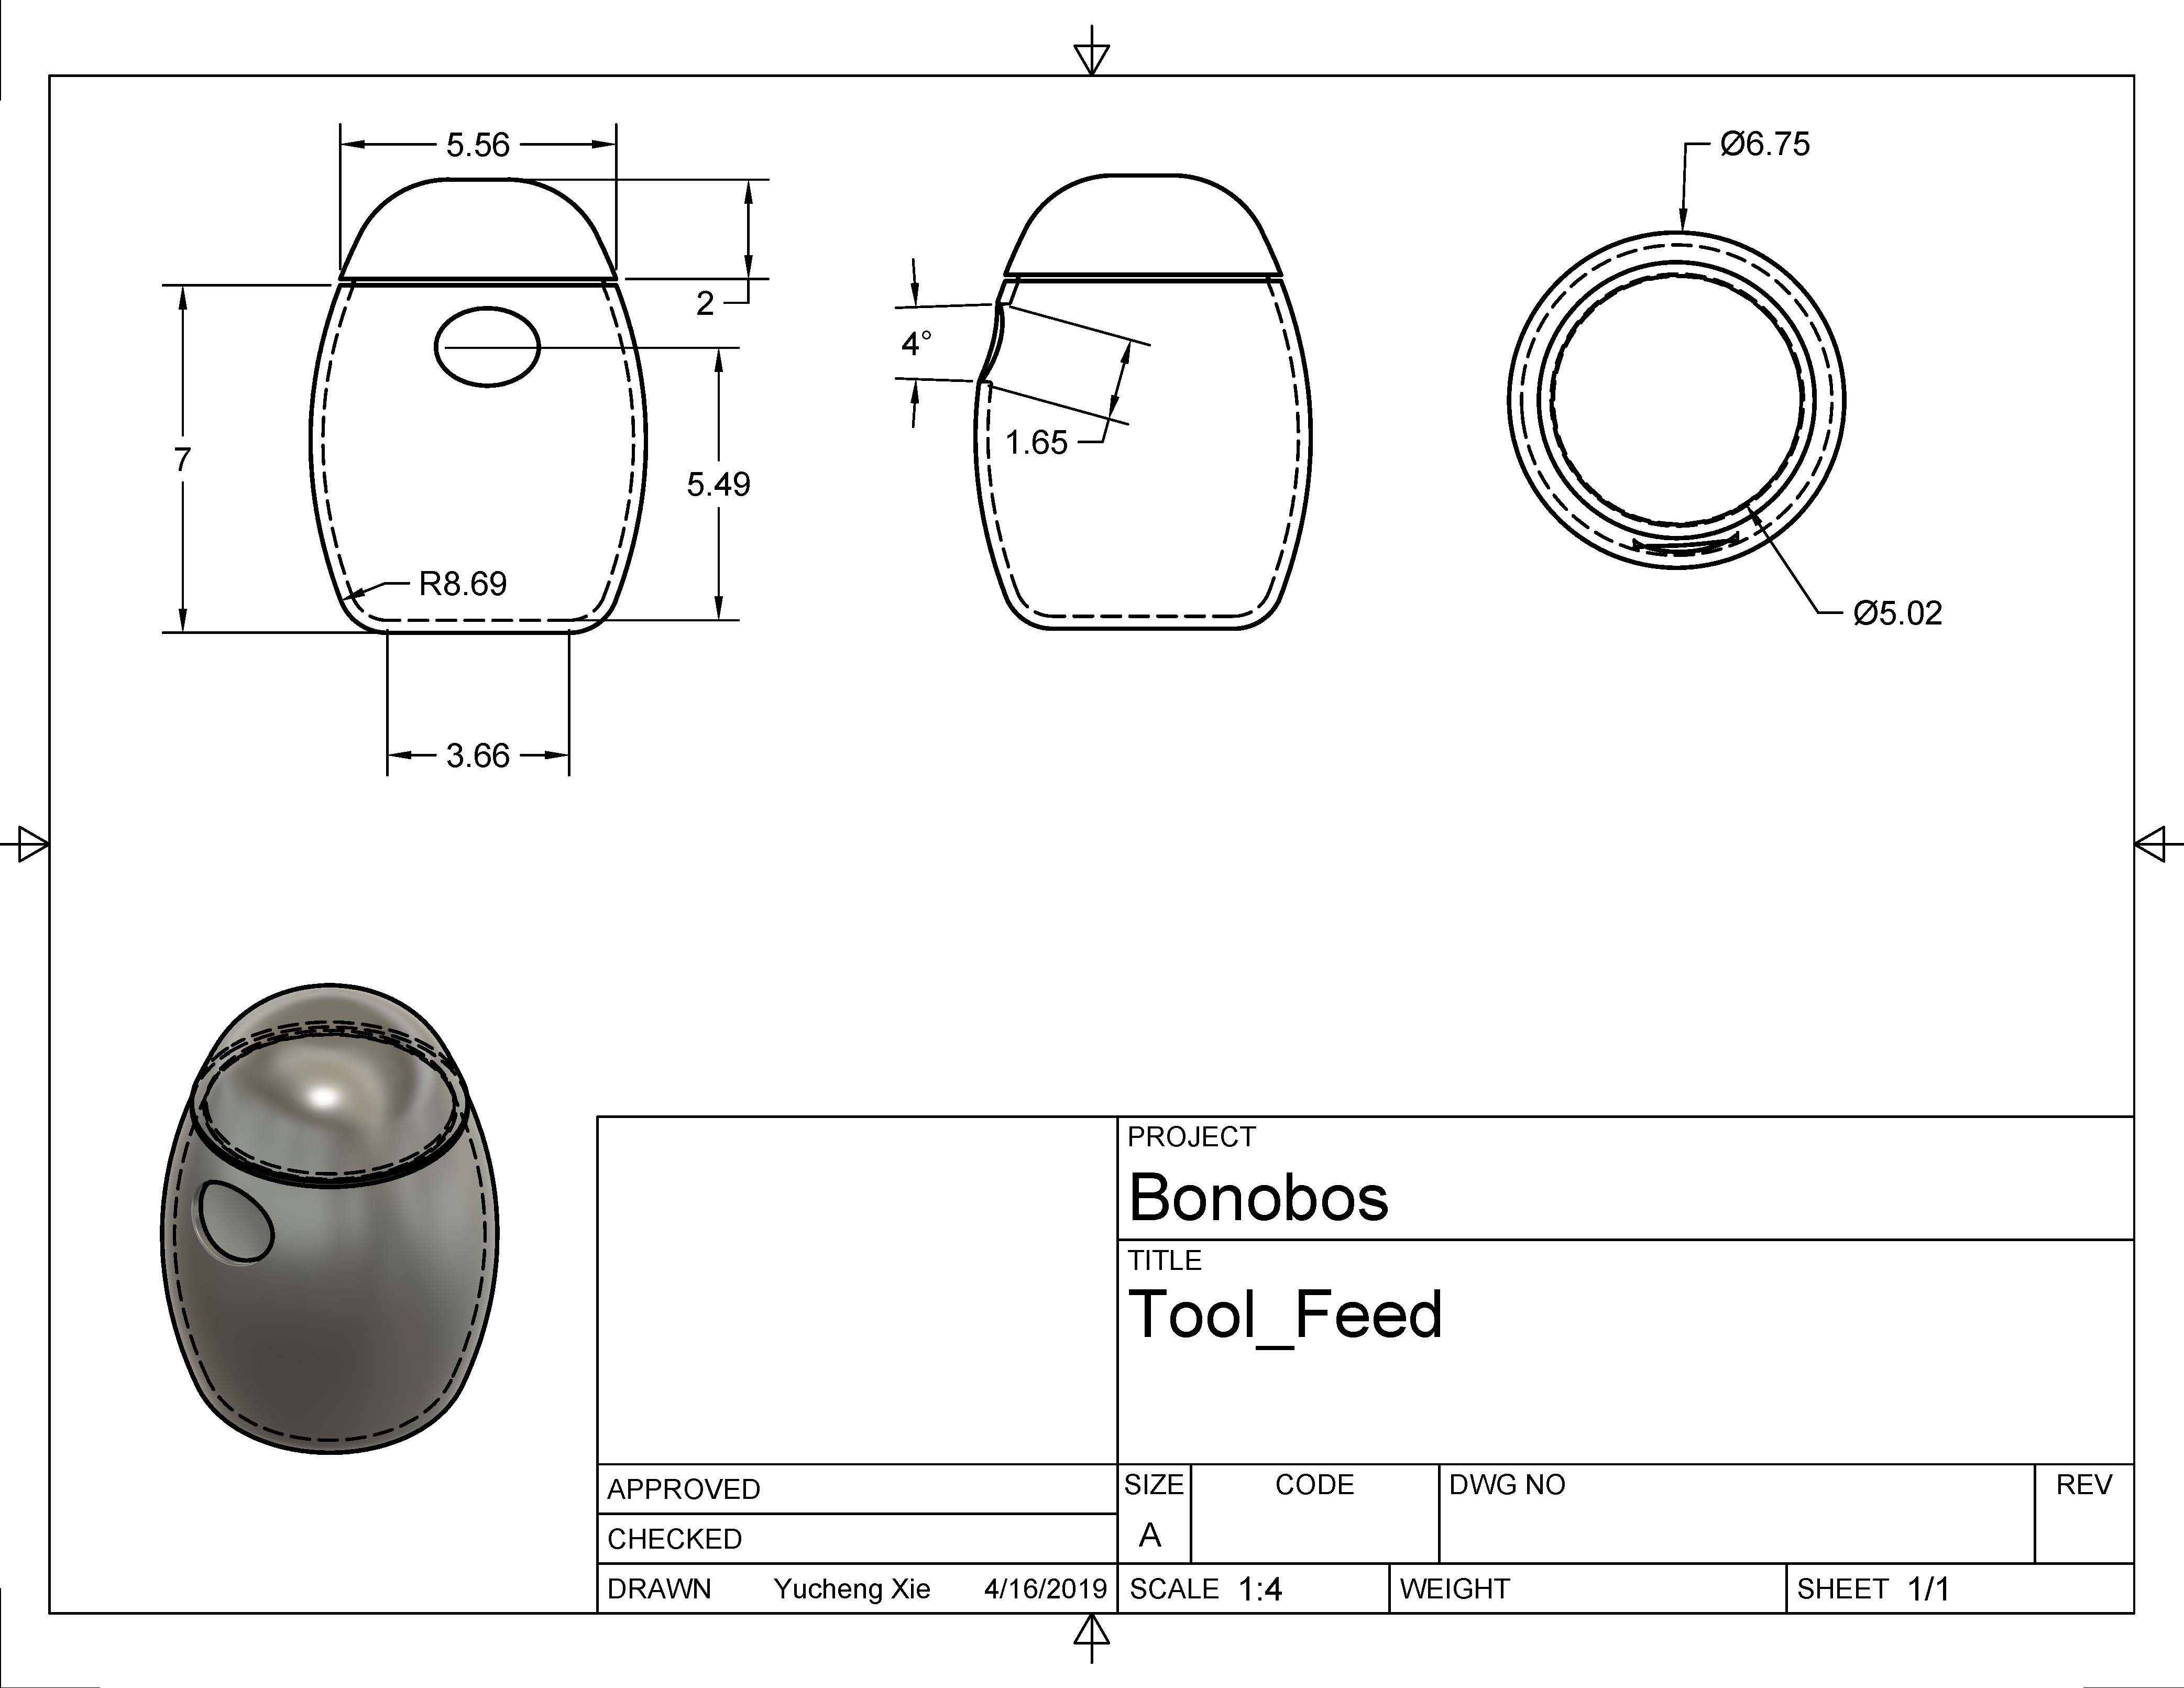 5.56
Ø6.75
2
4°
1.65
7
5.49
R8.69
Ø5.02
3.66
PROJECT
Bonobos
TITLE
Tool_Feed
APPROVED
SIZE
CODE
DWG NO
REV
A
CHECKED
DRAWN Yucheng Xie 4/16/2019
SCALE 1:4
WEIGHT
SHEET 1/1